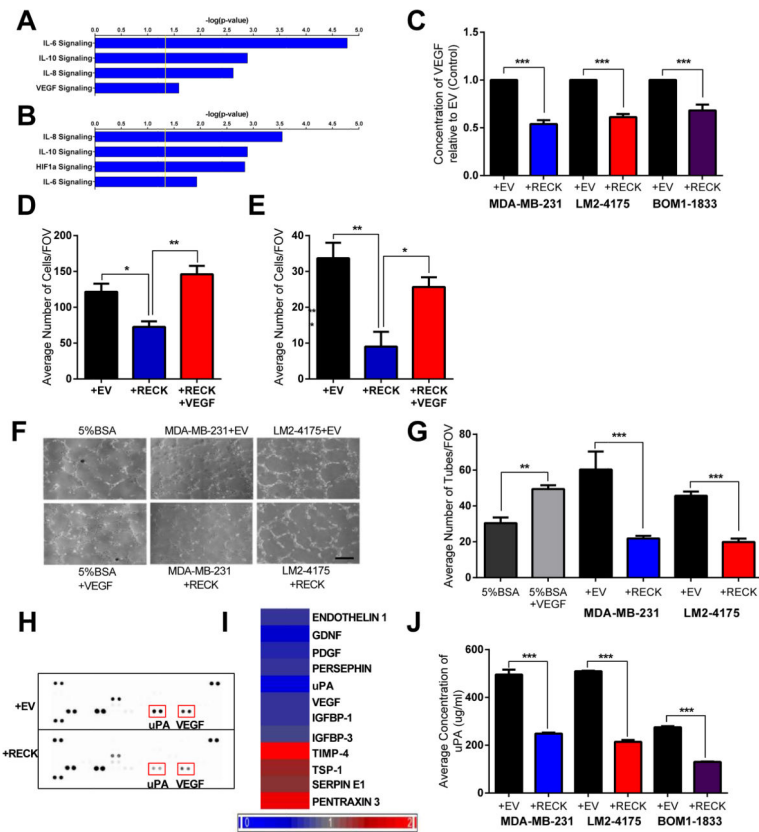 A
-log(p-value)
0.0 0.5 1.0 1.5 2.0 2.5 3.0 3.5 4.0 4.5 5.0
IL-6 Signaling
IL-10 Signaling
IL-8 Signaling
VEGF Signaling
B
-log(p-value)
0.0 0.5 1.0 1.5 2.0 2.5 3.0 3.5 4.0 4.5 5.0
IL-8 Signaling
IL-10 Signaling
HIF1a Signaling
IL-6 Signaling
C
Concentration of VEGF
relative to EV (Control)
1.5
1.0
0.5
0.0
*** *** ***
+EV +RECK +EV +RECK +EV +RECK
MDA-MB-231 LM2-4175 BOM1-1833
D
Average Number of Cells/FOV
200
150
100
50
0
* **
+EV +RECK +RECK
+VEGF
E
Average Number of Cells/FOV
40
30
20
10
0
** *
**
*
+EV +RECK +RECK
+VEGF
F
5%BSA MDA-MB-231+EV LM2-4175+EV
5%BSA MDA-MB-231 LM2-4175
+VEGF +RECK +RECK
G
Average Number of Tubes/FOV
80
60
40
20
0
** *** ***
5%BSA 5%BSA +EV +RECK +EV +RECK
+VEGF
MDA-MB-231 LM2-4175
H
+EV
uPA VEGF
+RECK
uPA VEGF
I
ENDOTHELIN 1
GDNF
PDGF
PERSEPHIN
uPA
VEGF
IGFBP-1
IGFBP-3
TIMP-4
TSP-1
SERPIN E1
PENTRAXIN 3
0 1 2
J
Average Concentration of
uPA (ug/ml)
600
400
200
0
*** *** ***
+EV +RECK +EV +RECK +EV +RECK
MDA-MB-231 LM2-4175 BOM1-1833